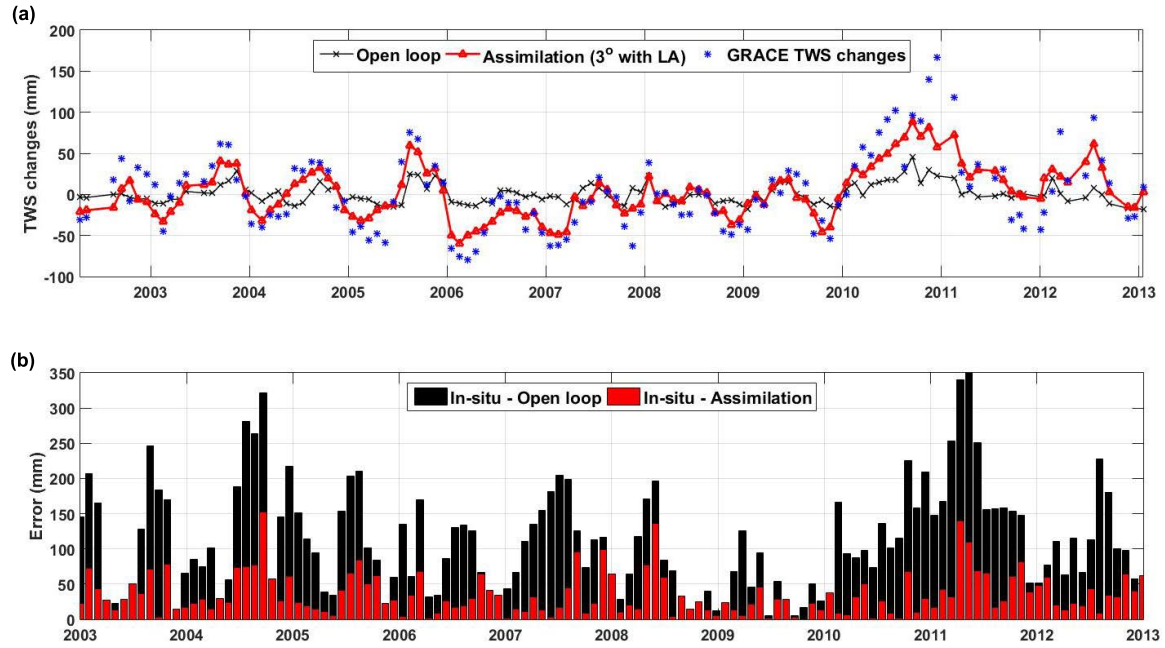 (a)
TWS changes (mm)
200
150
100
50
0
-50
-100
Open loop Assimilation (3o with LA) GRACE TWS changes
2003 2004 2005 2006 2007 2008 2009 2010 2011 2012 2013
(b)
Error (mm)
350
300
250
200
150
100
50
0
In-situ - Open loop In-situ - Assimilation
2003 2004 2005 2006 2007 2008 2009 2010 2011 2012 2013